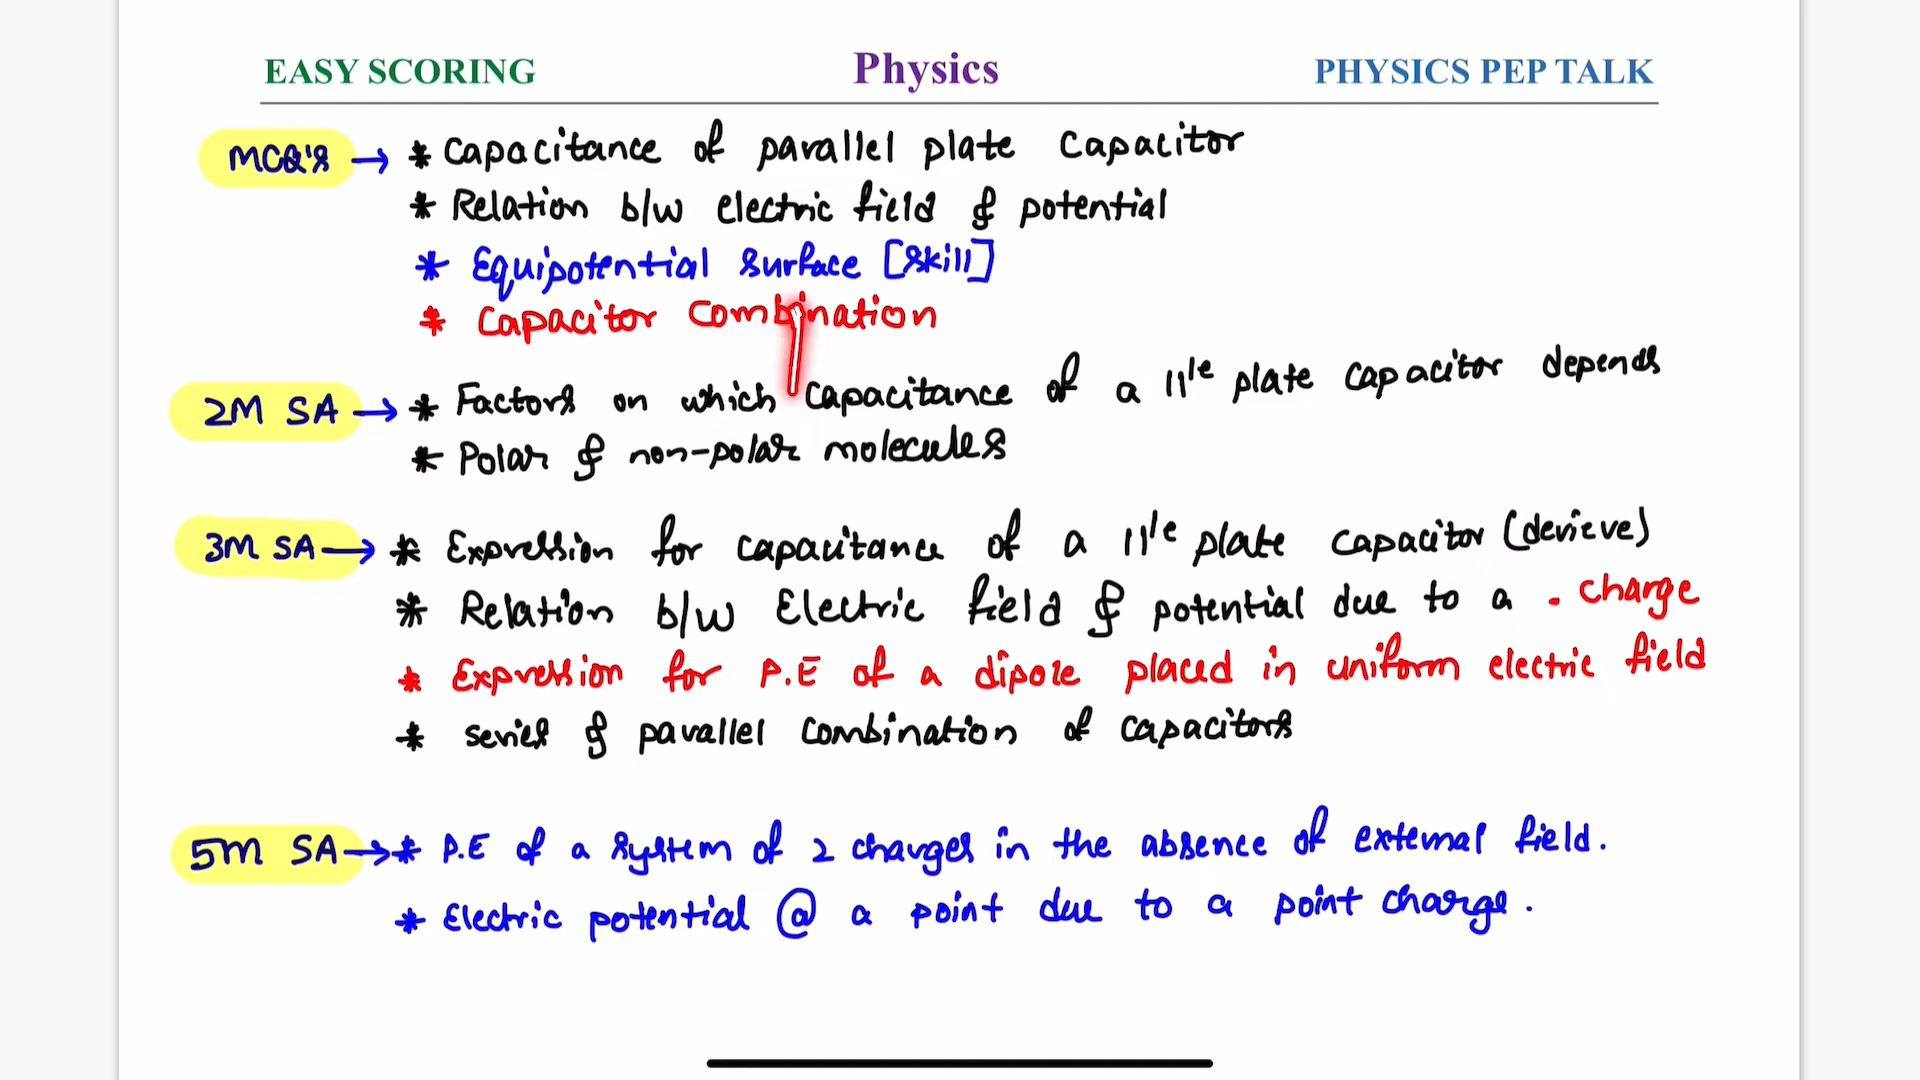 EASY SCORING Physics PHYSICS PEP TALK
MCQ's → * Capacitance of parallel plate capacitor
* Relation b/w electric field & potential
* Equipotential surface [skill]
* Capacitor Combination
2M SA → * Factors on which capacitance of a 11le plate capacitor depends
* Polar & non-polar molecules
3M SA → * Expression for capacitance of a 11le plate capacitor (derieve)
* Relation b/w Electric field & potential due to a . charge
* Expression for P.E of a dipole placed in uniform electric field
* series & parallel combination of capacitors
5M SA → * P.E of a system of 2 charges in the absence of external field.
* Electric potential @ a point due to a point charge.